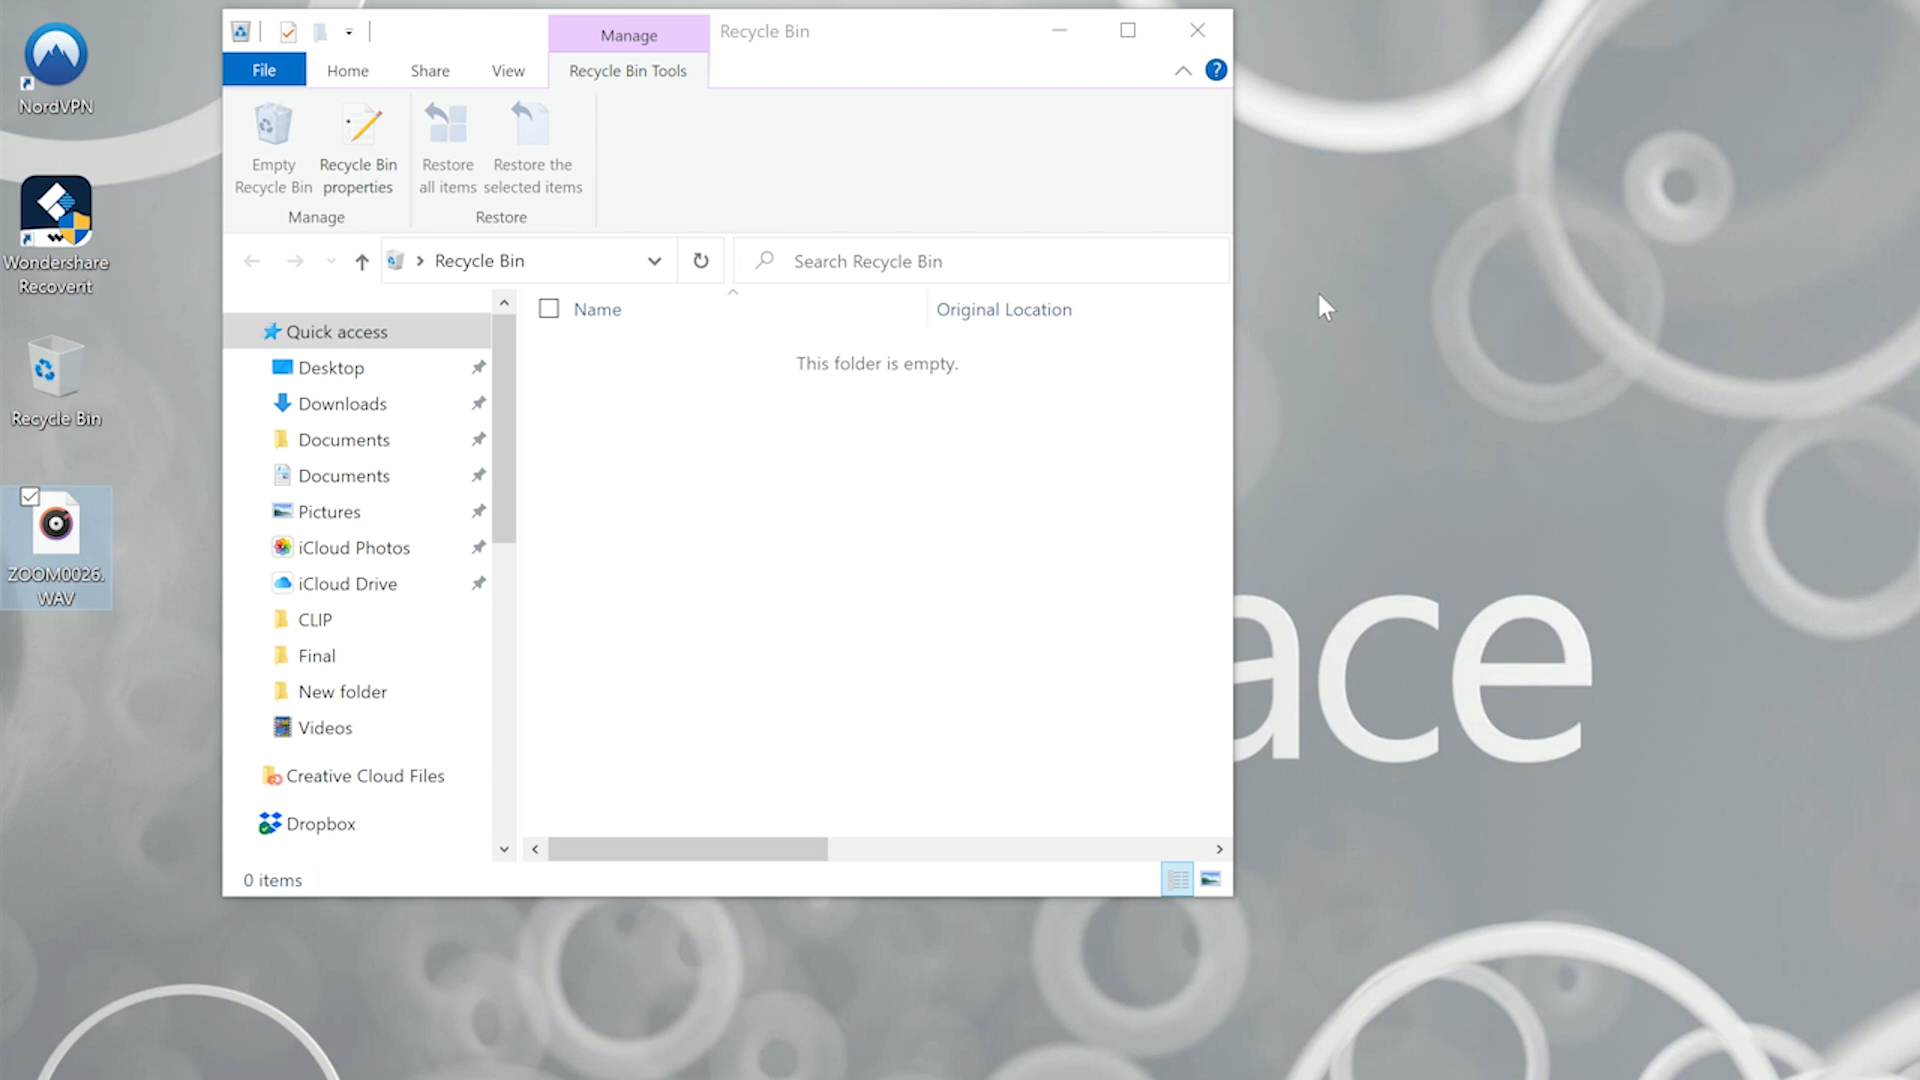 Manage
Recycle Bin
File
Home
Share
View
Recycle Bin Tools
?
NordVPN
Empty
Recycle Bin
Recycle Bin
properties
Restore
all items
Restore the
selected items
Manage
Restore
Wondershare
Recoverit
Recycle Bin
Search Recycle Bin
Name
Original Location
This folder is empty.
Quick access
Desktop
Downloads
Documents
Documents
Pictures
iCloud Photos
iCloud Drive
CLIP
Final
New folder
Videos
Creative Cloud Files
Dropbox
Recycle Bin
ZOOM0026.
WAV
0 items
ace